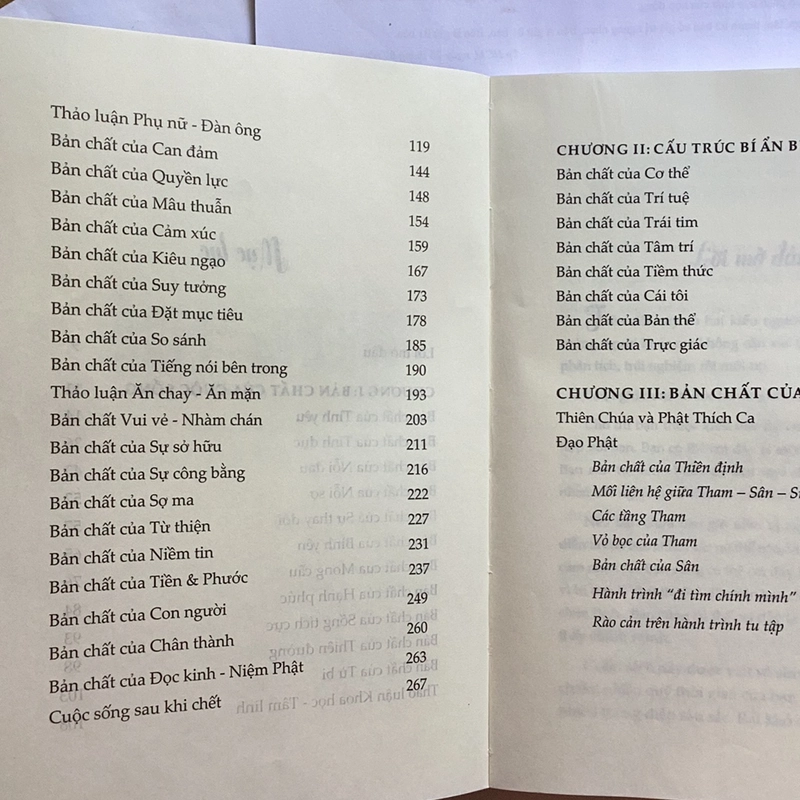 Thảo luận Phụ nữ - Đàn ông 119
Bản chất của Can đảm 144
Bản chất của Quyền lực 148
Bản chất của Mâu thuẫn 154
Bản chất của Cảm xúc 159
Bản chất của Kiêu ngạo 167
Bản chất của Suy tưởng 173
Bản chất của Đặt mục tiêu 178
Bản chất của So sánh 185
Bản chất của Tiếng nói bên trong 190
Thảo luận Ăn chay - Ăn mặn 193
Bản chất Vui vẻ - Nhàm chán 203
Bản chất của Sự sở hữu 211
Bản chất của Sự công bằng 216
Bản chất của Sợ ma 222
Bản chất của Từ thiện 227
Bản chất của Niềm tin 231
Bản chất của Tiền & Phước 237
Bản chất của Con người 249
Bản chất của Chân thành 260
Bản chất của Đọc kinh - Niệm Phật 263
Cuộc sống sau khi chết 267
CHƯƠNG II: CẤU TRÚC BÍ ẨN
Bản chất của Cơ thể
Bản chất của Trí tuệ
Bản chất của Trái tim
Bản chất của Tâm trí
Bản chất của Tiềm thức
Bản chất của Cái tôi
Bản chất của Bản thể
Bản chất của Trực giác
CHƯƠNG III: BẢN CHẤT CỦA
Thiên Chúa và Phật Thích Ca
Đạo Phật
Bản chất của Thiền định
Mối liên hệ giữa Tham – Sân –
Các tầng Tham
Vỏ bọc của Tham
Bản chất của Sân
Hành trình “đi tìm chính mình”
Rào cản trên hành trình tu tập